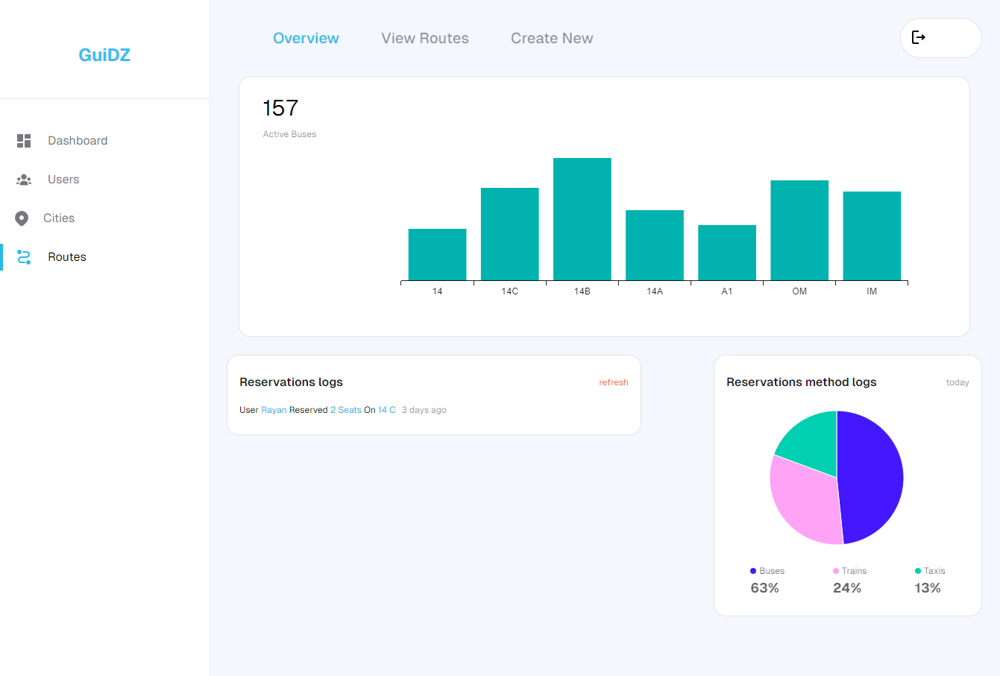 GuiDZ
Dashboard
Users
Cities
Routes
Overview View Routes Create New
157
Active Buses
14 14C 14B 14A A1 OM IM
Reservations logs refresh
User Rayan Reserved 2 Seats On 14 C 3 days ago
Reservations method logs today
Buses Trains Taxis
63% 24% 13%